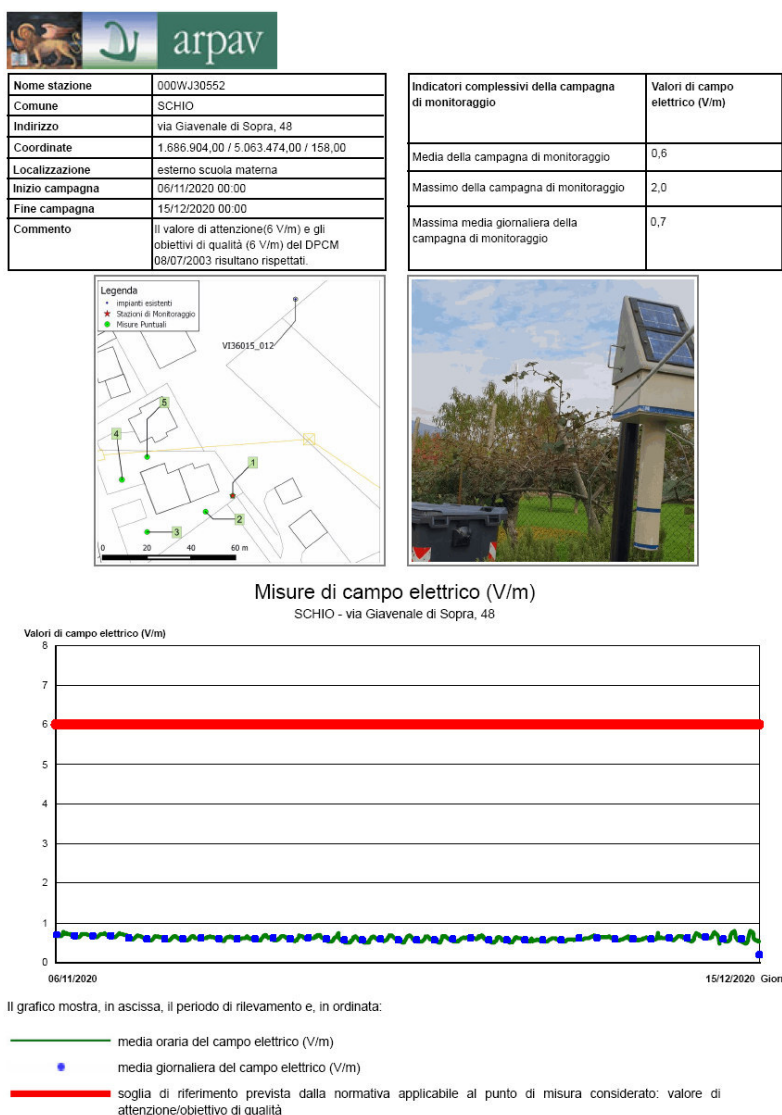 arpav
Nome stazione 000WJ30552
Comune SCHIO
Indirizzo via Giavenale di Sopra, 48
Coordinate 1.686.904,00 / 5.063.474,00 / 158,00
Localizzazione esterno scuola materna
Inizio campagna 06/11/2020 00:00
Fine campagna 15/12/2020 00:00
Commento Il valore di attenzione(6 V/m) e gli
obiettivi di qualità (6 V/m) del DPCM
08/07/2003 risultano rispettati.
Indicatori complessivi della campagna Valori di campo
di monitoraggio elettrico (V/m)
Media della campagna di monitoraggio 0,6
Massimo della campagna di monitoraggio 2,0
Massima media giornaliera della 0,7
campagna di monitoraggio
Legenda
impianti esistenti
Stazioni di Monitoraggio
Misure Puntuali
VI36015_012
5
4
1
2
3
0 20 40 60 m
Misure di campo elettrico (V/m)
SCHIO - via Giavenale di Sopra, 48
Valori di campo elettrico (V/m)
8
7
6
5
4
3
2
1
0
06/11/2020 15/12/2020 Gion
Il grafico mostra, in ascissa, il periodo di rilevamento e, in ordinata:
media oraria del campo elettrico (V/m)
media giornaliera del campo elettrico (V/m)
soglia di riferimento prevista dalla normativa applicabile al punto di misura considerato: valore di
attenzione/obiettivo di qualità